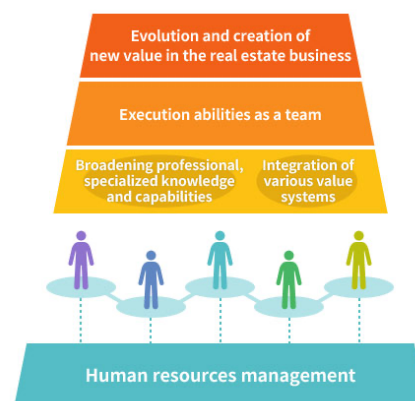 Evolution and creation of
new value in the real estate business
Execution abilities as a team
Broadening professional,
specialized knowledge
and capabilities
Integration of
various value
systems
Human resources management